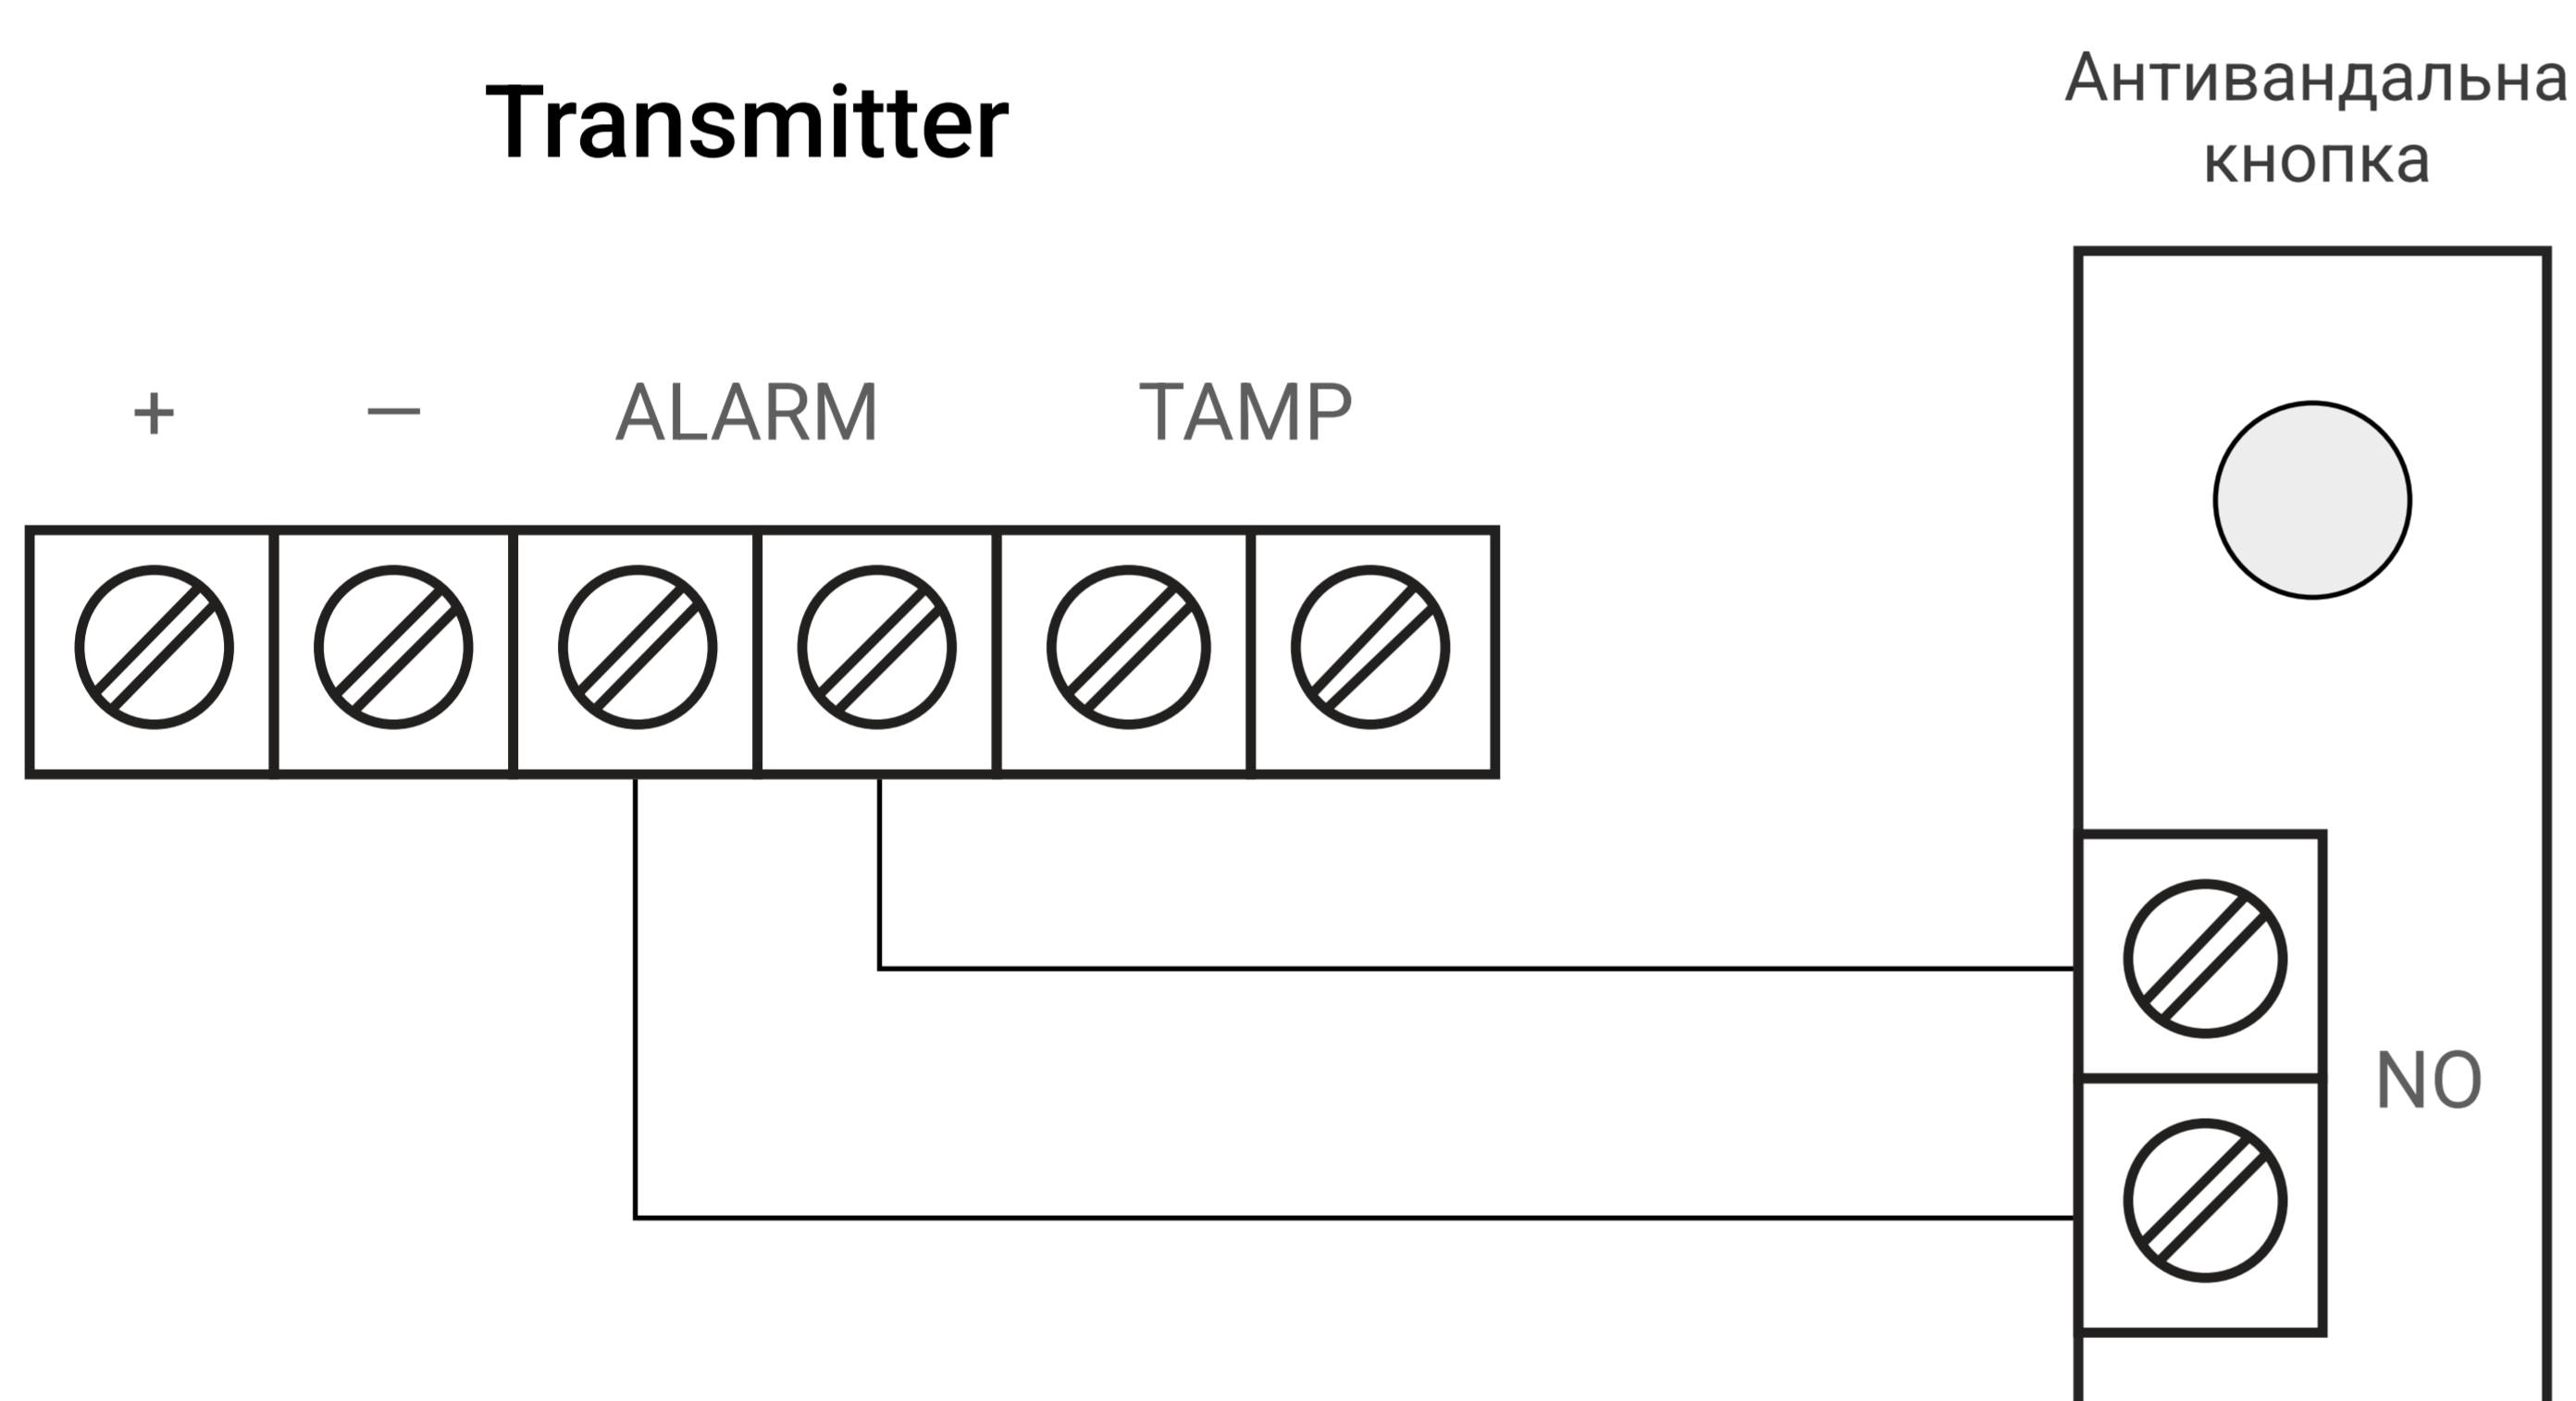 Transmitter
Антивандальна
кнопка
+ — ALARM TAMP
NO